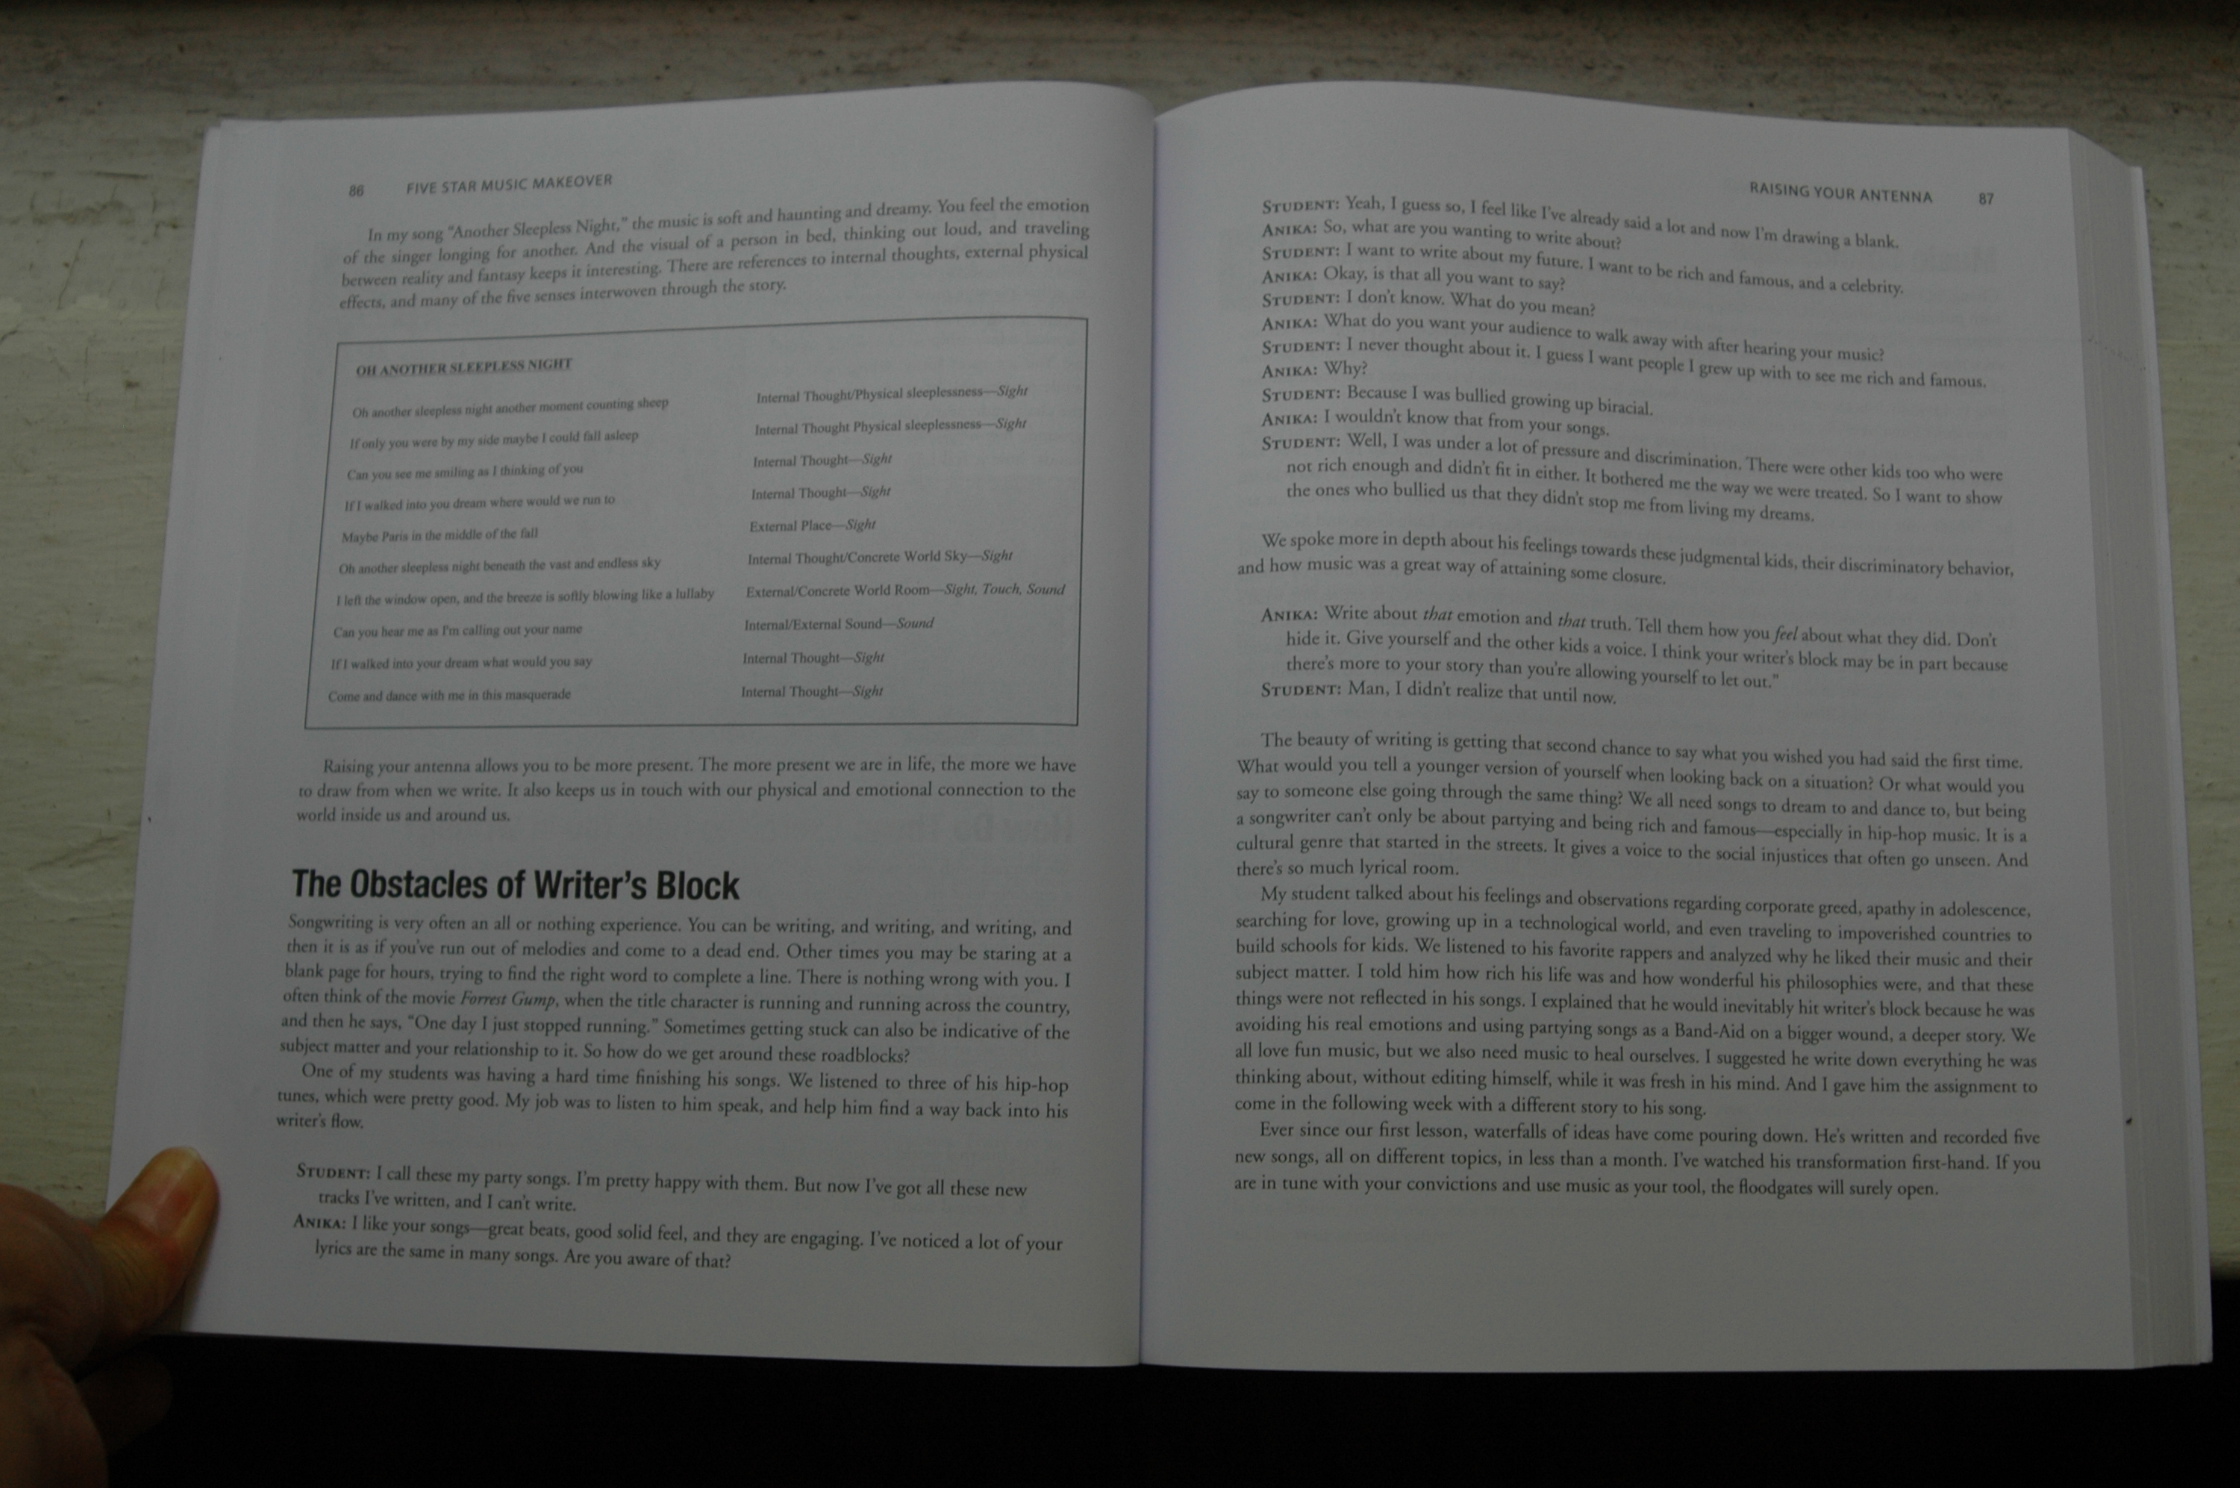 86 FIVE STAR MUSIC MAKEOVER
In my song "Another Sleepless Night," the music is soft and haunting and dreamy. You feel the emotion
of the singer longing for another. And the visual of a person in bed, thinking out loud, and traveling
between reality and fantasy keeps it interesting. There are references to internal thoughts, external physical
effects, and many of the five senses interwoven through the story.
OH ANOTHER SLEEPLESS NIGHT
Oh another sleepless night another moment counting sheep Internal Thought/Physical sleeplessness—Sight
If only you were by my side maybe I could fall asleep Internal Thought Physical sleeplessness—Sight
Can you see me smiling as I thinking of you Internal Thought—Sight
If I walked into you dream where would we run to Internal Thought—Sight
Maybe Paris in the middle of the fall External Place—Sight
Oh another sleepless night beneath the vast and endless sky Internal Thought/Concrete World Sky—Sight
I left the window open, and the breeze is softly blowing like a lullaby External/Concrete World Room—Sight, Touch, Sound
Can you hear me as I'm calling out your name Internal/External Sound—Sound
If I walked into your dream what would you say Internal Thought—Sight
Come and dance with me in this masquerade Internal Thought—Sight
Raising your antenna allows you to be more present. The more present we are in life, the more we have
to draw from when we write. It also keeps us in touch with our physical and emotional connection to the
world inside us and around us.
The Obstacles of Writer's Block
Songwriting is very often an all or nothing experience. You can be writing, and writing, and writing, and
then it is as if you've run out of melodies and come to a dead end. Other times you may be staring at a
blank page for hours, trying to find the right word to complete a line. There is nothing wrong with you. I
often think of the movie Forrest Gump, when the title character is running and running across the country,
and then he says, "One day I just stopped running." Sometimes getting stuck can also be indicative of the
subject matter and your relationship to it. So how do we get around these roadblocks?
One of my students was having a hard time finishing his songs. We listened to three of his hip-hop
tunes, which were pretty good. My job was to listen to him speak, and help him find a way back into his
writer's flow.
STUDENT: I call these my party songs. I'm pretty happy with them. But now I've got all these new
tracks I've written, and I can't write.
ANIKA: I like your songs—great beats, good solid feel, and they are engaging. I've noticed a lot of your
lyrics are the same in many songs. Are you aware of that?
RAISING YOUR ANTENNA 87
STUDENT: Yeah, I guess so, I feel like I've already said a lot and now I'm drawing a blank.
ANIKA: So, what are you wanting to write about?
STUDENT: I want to write about my future. I want to be rich and famous, and a celebrity.
ANIKA: Okay, is that all you want to say?
STUDENT: I don't know. What do you mean?
ANIKA: What do you want your audience to walk away with after hearing your music?
STUDENT: I never thought about it. I guess I want people I grew up with to see me rich and famous.
ANIKA: Why?
STUDENT: Because I was bullied growing up biracial.
ANIKA: I wouldn't know that from your songs.
STUDENT: Well, I was under a lot of pressure and discrimination. There were other kids too who were
not rich enough and didn't fit in either. It bothered me the way we were treated. So I want to show
the ones who bullied us that they didn't stop me from living my dreams.
We spoke more in depth about his feelings towards these judgmental kids, their discriminatory behavior,
and how music was a great way of attaining some closure.
ANIKA: Write about that emotion and that truth. Tell them how you feel about what they did. Don't
hide it. Give yourself and the other kids a voice. I think your writer's block may be in part because
there's more to your story than you're allowing yourself to let out."
STUDENT: Man, I didn't realize that until now.
The beauty of writing is getting that second chance to say what you wished you had said the first time.
What would you tell a younger version of yourself when looking back on a situation? Or what would you
say to someone else going through the same thing? We all need songs to dream to and dance to, but being
a songwriter can't only be about partying and being rich and famous—especially in hip-hop music. It is a
cultural genre that started in the streets. It gives a voice to the social injustices that often go unseen. And
there's so much lyrical room.
My student talked about his feelings and observations regarding corporate greed, apathy in adolescence,
searching for love, growing up in a technological world, and even traveling to impoverished countries to
build schools for kids. We listened to his favorite rappers and analyzed why he liked their music and their
subject matter. I told him how rich his life was and how wonderful his philosophies were, and that these
things were not reflected in his songs. I explained that he would inevitably hit writer's block because he was
avoiding his real emotions and using partying songs as a Band-Aid on a bigger wound, a deeper story. We
all love fun music, but we also need music to heal ourselves. I suggested he write down everything he was
thinking about, without editing himself, while it was fresh in his mind. And I gave him the assignment to
come in the following week with a different story to his song.
Ever since our first lesson, waterfalls of ideas have come pouring down. He's written and recorded five
new songs, all on different topics, in less than a month. I've watched his transformation first-hand. If you
are in tune with your convictions and use music as your tool, the floodgates will surely open.